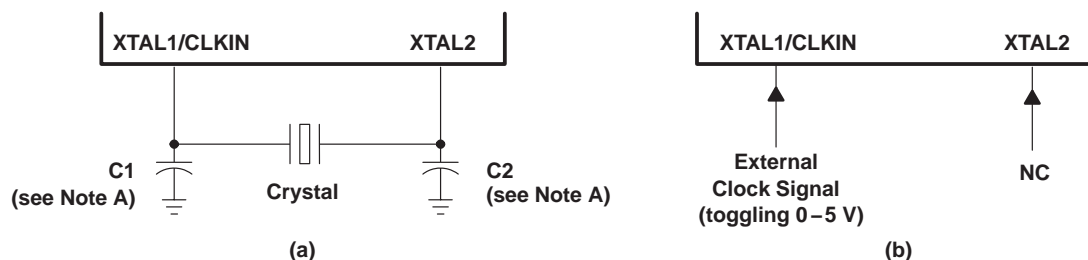 XTAL1/CLKIN
XTAL2
C1
(see Note A)
Crystal
C2
(see Note A)
(a)
XTAL1/CLKIN
XTAL2
External
Clock Signal
(toggling 0–5 V)
NC
(b)